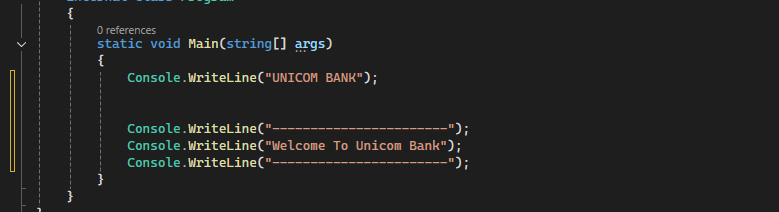 {
0 references
static void Main(string[] args)
{
Console.WriteLine("UNICOM BANK");
Console.WriteLine("-----------------------");
Console.WriteLine("Welcome To Unicom Bank");
Console.WriteLine("-----------------------");
}
}